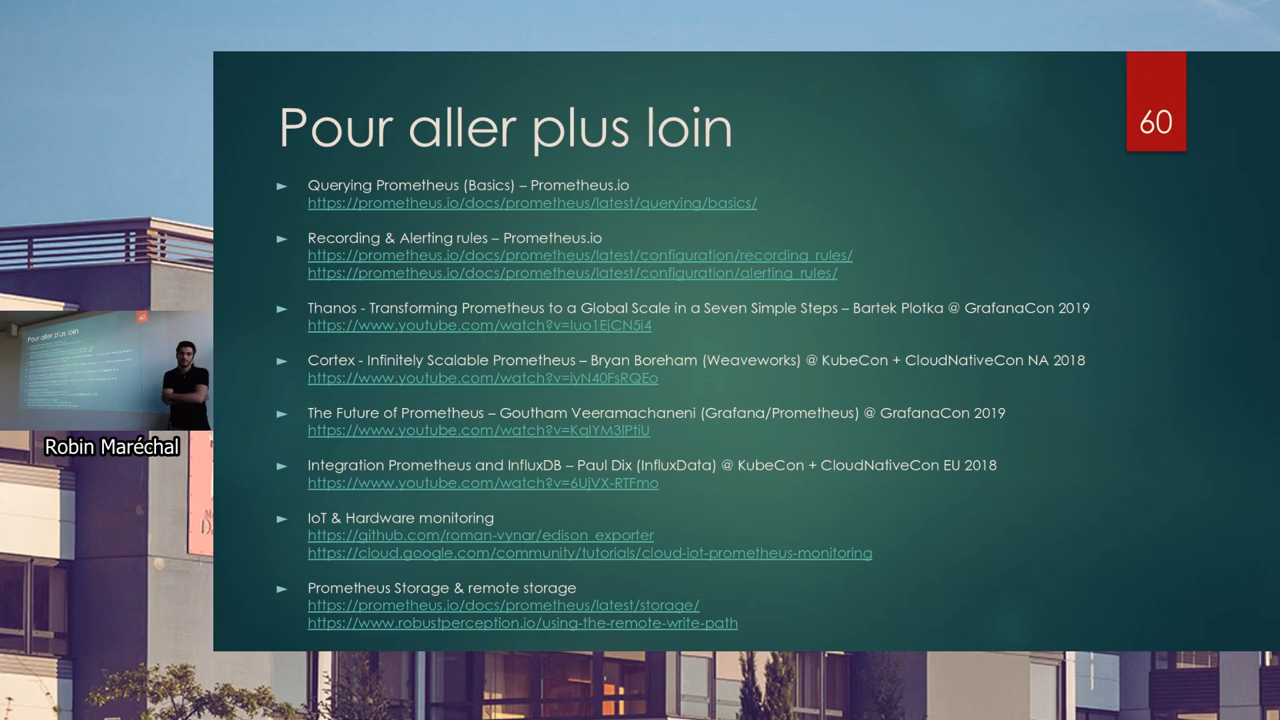 Pour aller plus loin
60
► Querying Prometheus (Basics) – Prometheus.io
https://prometheus.io/docs/prometheus/latest/querying/basics/
► Recording & Alerting rules – Prometheus.io
https://prometheus.io/docs/prometheus/latest/configuration/recording_rules/
https://prometheus.io/docs/prometheus/latest/configuration/alerting_rules/
► Thanos - Transforming Prometheus to a Global Scale in a Seven Simple Steps – Bartek Plotka @ GrafanaCon 2019
https://www.youtube.com/watch?v=Iuo1EjCN5i4
► Cortex - Infinitely Scalable Prometheus – Bryan Boreham (Weaveworks) @ KubeCon + CloudNativeCon NA 2018
https://www.youtube.com/watch?v=iyN40FsRQEo
► The Future of Prometheus – Goutham Veeramachaneni (Grafana/Prometheus) @ GrafanaCon 2019
https://www.youtube.com/watch?v=KqIYM3lPtiU
► Integration Prometheus and InfluxDB – Paul Dix (InfluxData) @ KubeCon + CloudNativeCon EU 2018
https://www.youtube.com/watch?v=6UjVX-RTFmo
► IoT & Hardware monitoring
https://github.com/roman-vynar/edison_exporter
https://cloud.google.com/community/tutorials/cloud-iot-prometheus-monitoring
► Prometheus Storage & remote storage
https://prometheus.io/docs/prometheus/latest/storage/
https://www.robustperception.io/using-the-remote-write-path
Pour aller plus loin
Robin Maréchal